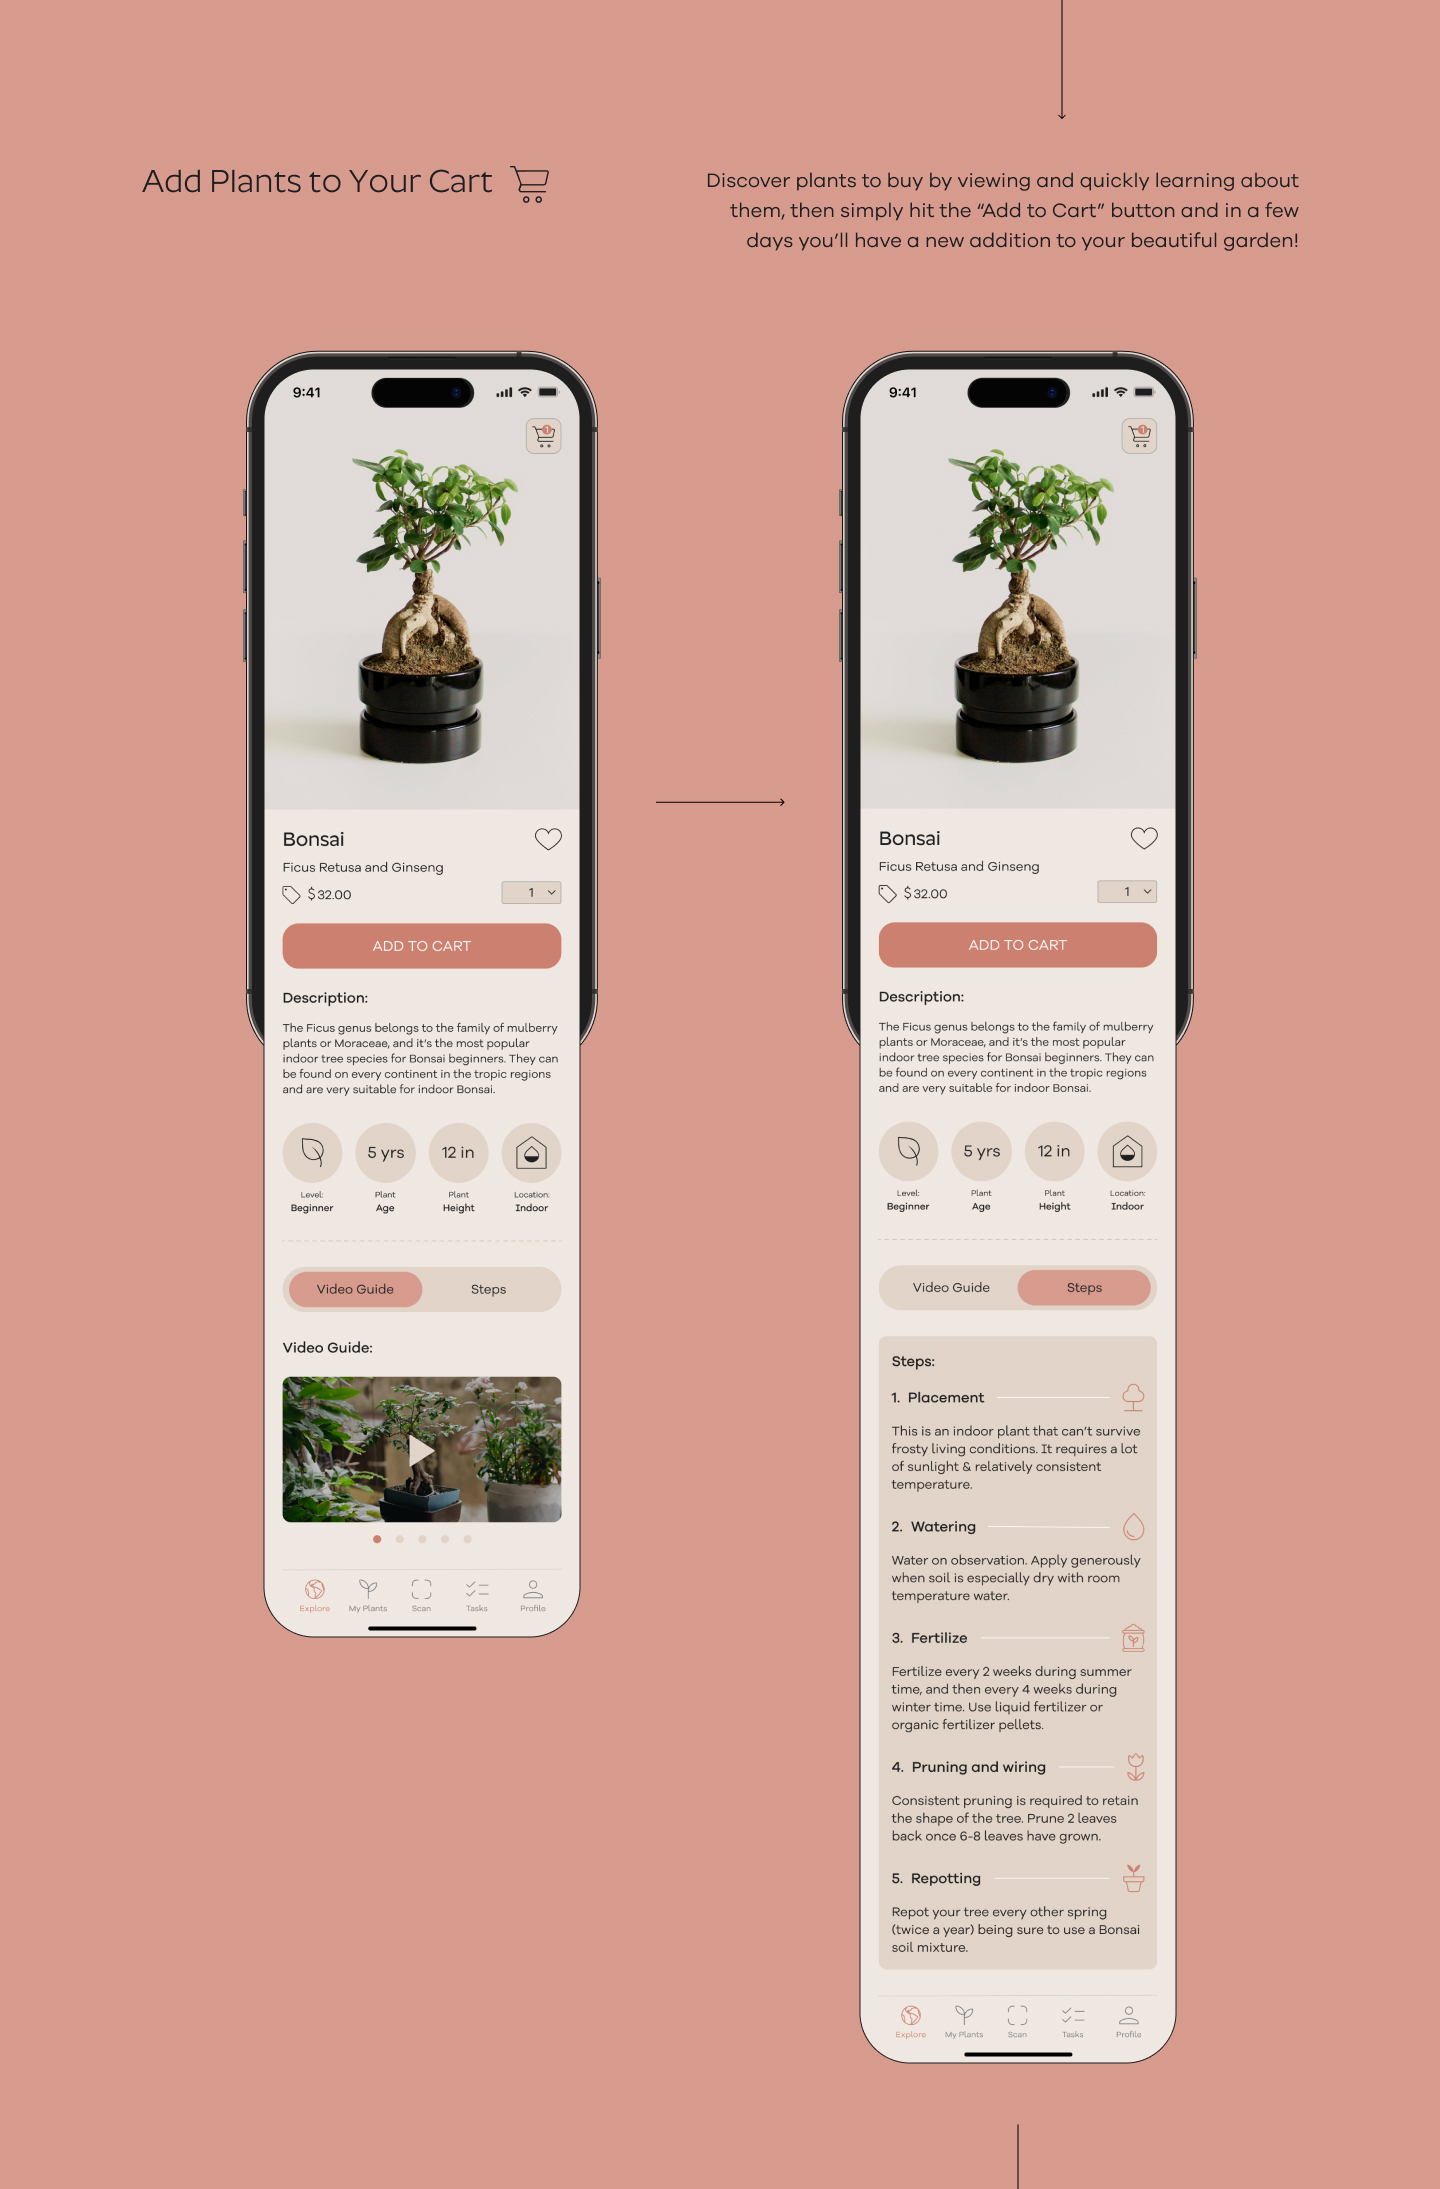 Add Plants to Your Cart
Discover plants to buy by viewing and quickly learning about
them, then simply hit the “Add to Cart” button and in a few
days you’ll have a new addition to your beautiful garden!
9:41
1
Bonsai
Ficus Retusa and Ginseng
$32.00
1
ADD TO CART
Description:
The Ficus genus belongs to the family of mulberry
plants or Moraceae, and it’s the most popular
indoor tree species for Bonsai beginners. They can
be found on every continent in the tropic regions
and are very suitable for indoor Bonsai.
5 yrs
12 in
Level:
Beginner
Plant
Age
Plant
Height
Location:
Indoor
Video Guide
Steps
Video Guide:
Explore
My Plants
Scan
Tasks
Profile
9:41
1
Bonsai
Ficus Retusa and Ginseng
$32.00
1
ADD TO CART
Description:
The Ficus genus belongs to the family of mulberry
plants or Moraceae, and it’s the most popular
indoor tree species for Bonsai beginners. They can
be found on every continent in the tropic regions
and are very suitable for indoor Bonsai.
5 yrs
12 in
Level:
Beginner
Plant
Age
Plant
Height
Location:
Indoor
Video Guide
Steps
Steps:
1. Placement
This is an indoor plant that can’t survive
frosty living conditions. It requires a lot
of sunlight & relatively consistent
temperature.
2. Watering
Water on observation. Apply generously
when soil is especially dry with room
temperature water.
3. Fertilize
Fertilize every 2 weeks during summer
time, and then every 4 weeks during
winter time. Use liquid fertilizer or
organic fertilizer pellets.
4. Pruning and wiring
Consistent pruning is required to retain
the shape of the tree. Prune 2 leaves
back once 6-8 leaves have grown.
5. Repotting
Repot your tree every other spring
(twice a year) being sure to use a Bonsai
soil mixture.
Explore
My Plants
Scan
Tasks
Profile